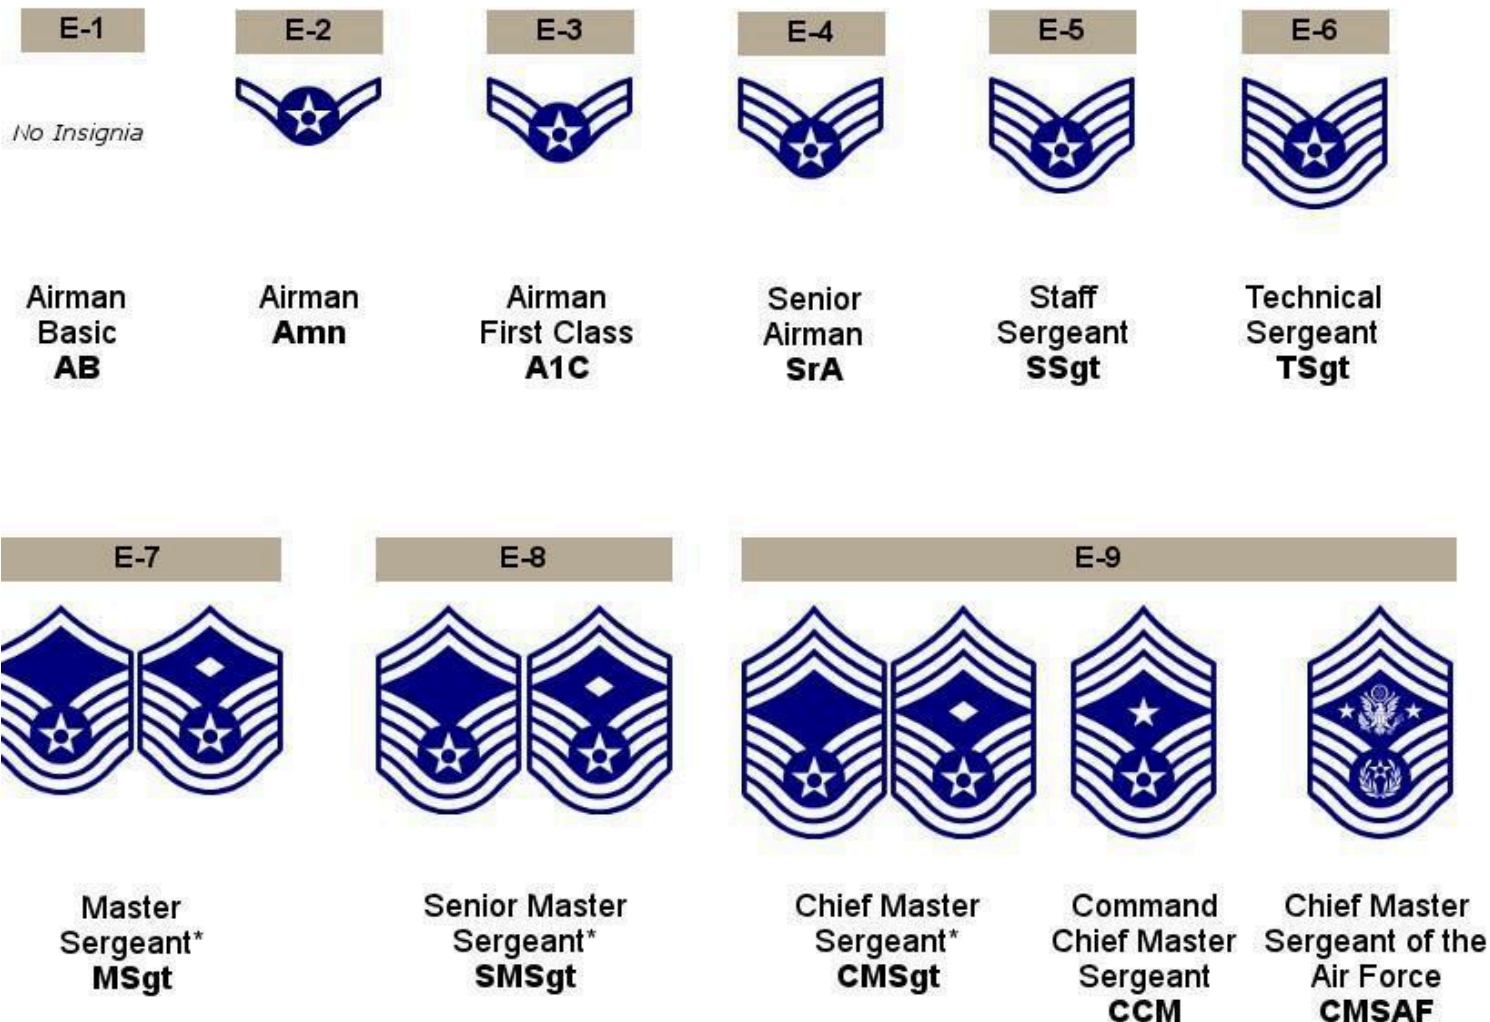 E-1
E-2
E-3
E-4
E-5
E-6
No Insignia
Airman
Basic
AB
Airman
Amn
Airman
First Class
A1C
Senior
Airman
SrA
Staff
Sergeant
SSgt
Technical
Sergeant
TSgt
E-7
E-8
E-9
Master
Sergeant*
MSgt
Senior Master
Sergeant*
SMSgt
Chief Master
Sergeant*
CMSgt
Command
Chief Master
Sergeant
CCM
Chief Master
Sergeant of the
Air Force
CMSAF